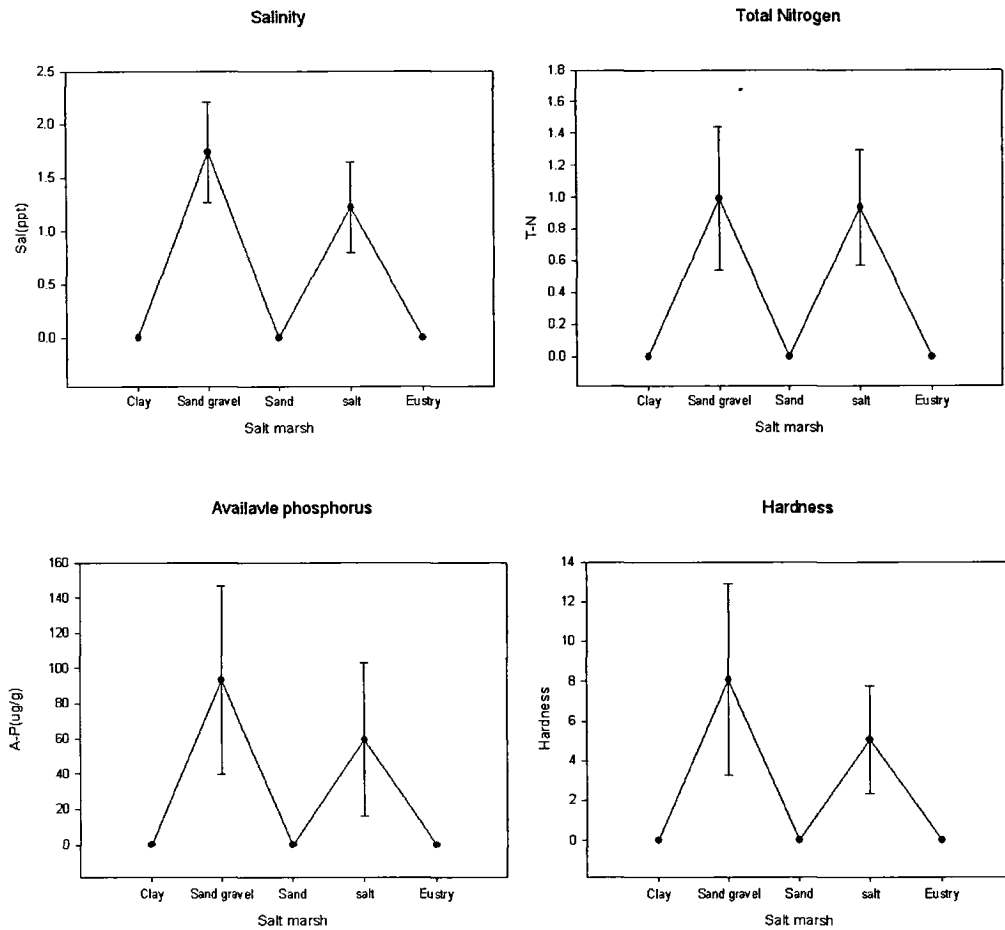 Salinity
Sal(ppt)
2.5
2.0
1.5
1.0
0.5
0.0
Clay Sand gravel Sand salt Eustry
Salt marsh
Total Nitrogen
T-N
1.8
1.6
1.4
1.2
1.0
0.8
0.6
0.4
0.2
0.0
Clay Sand gravel Sand salt Eustry
Salt marsh
Availavle phosphorus
A-P(ug/g)
160
140
120
100
80
60
40
20
0
Clay Sand gravel Sand salt Eustry
Salt marsh
Hardness
Hardness
14
12
10
8
6
4
2
0
Clay Sand gravel Sand salt Eustry
Salt marsh